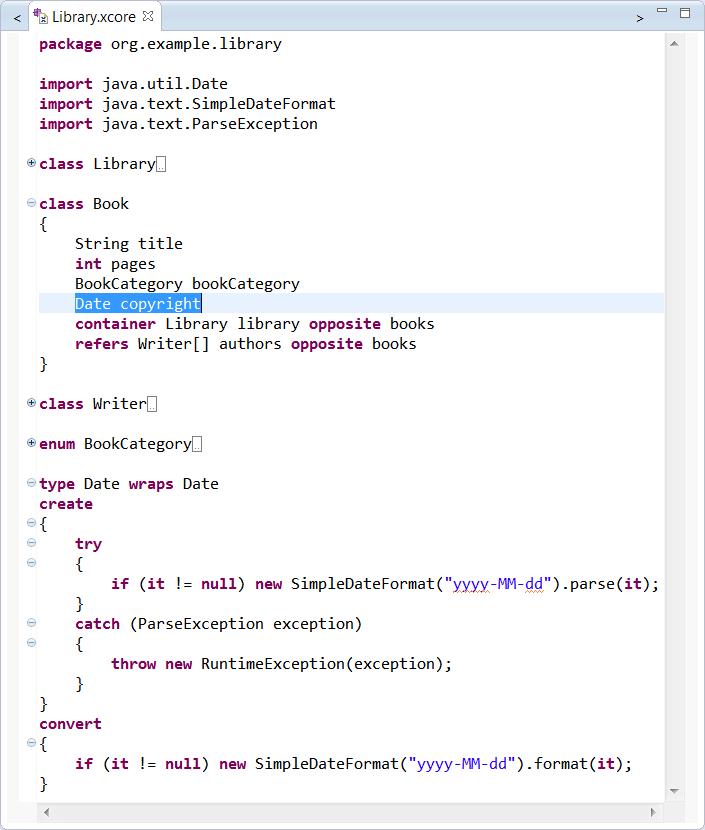 Library.xcore
package org.example.library
import java.util.Date
import java.text.SimpleDateFormat
import java.text.ParseException
class Library..
class Book
{
    String title
    int pages
    BookCategory bookCategory
    Date copyright
    container Library library opposite books
    refers Writer[] authors opposite books
}
class Writer..
enum BookCategory..
type Date wraps Date
create
{
    try
    {
        if (it != null) new SimpleDateFormat("yyyy-MM-dd").parse(it);
    }
    catch (ParseException exception)
    {
        throw new RuntimeException(exception);
    }
}
convert
{
    if (it != null) new SimpleDateFormat("yyyy-MM-dd").format(it);
}